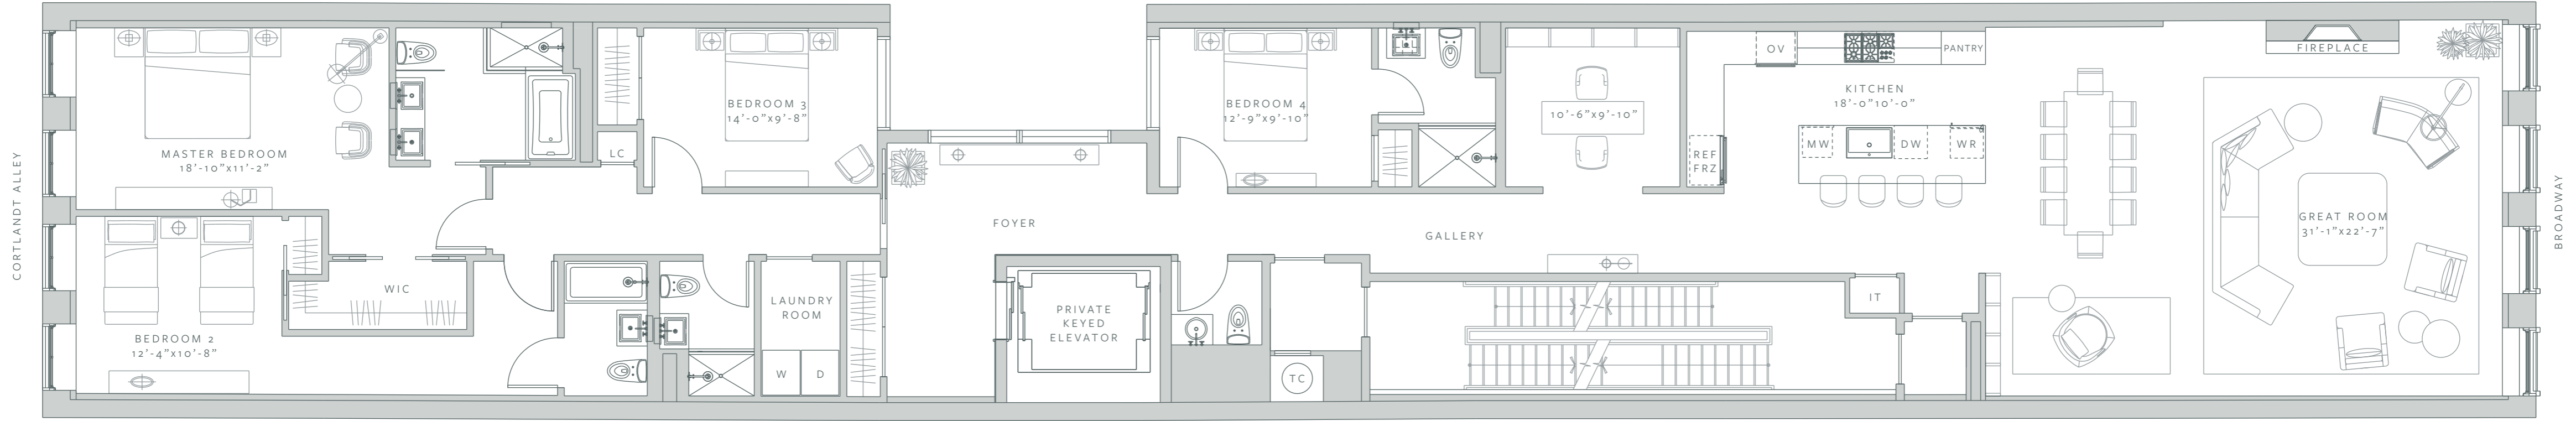 CORTLANDT ALLEY
MASTER BEDROOM
18'-10"x11'-2"
BEDROOM 2
12'-4"x10'-8"
WIC
LC
BEDROOM 3
14'-0"x9'-8"
LAUNDRY
ROOM
W
D
FOYER
PRIVATE
KEYED
ELEVATOR
BEDROOM 4
12'-9"x9'-10"
TC
10'-6"x9'-10"
GALLERY
REF
FRZ
OV
PANTRY
KITCHEN
18'-0"10'-0"
MW
DW
WR
IT
FIREPLACE
GREAT ROOM
31'-1"x22'-7"
BROADWAY